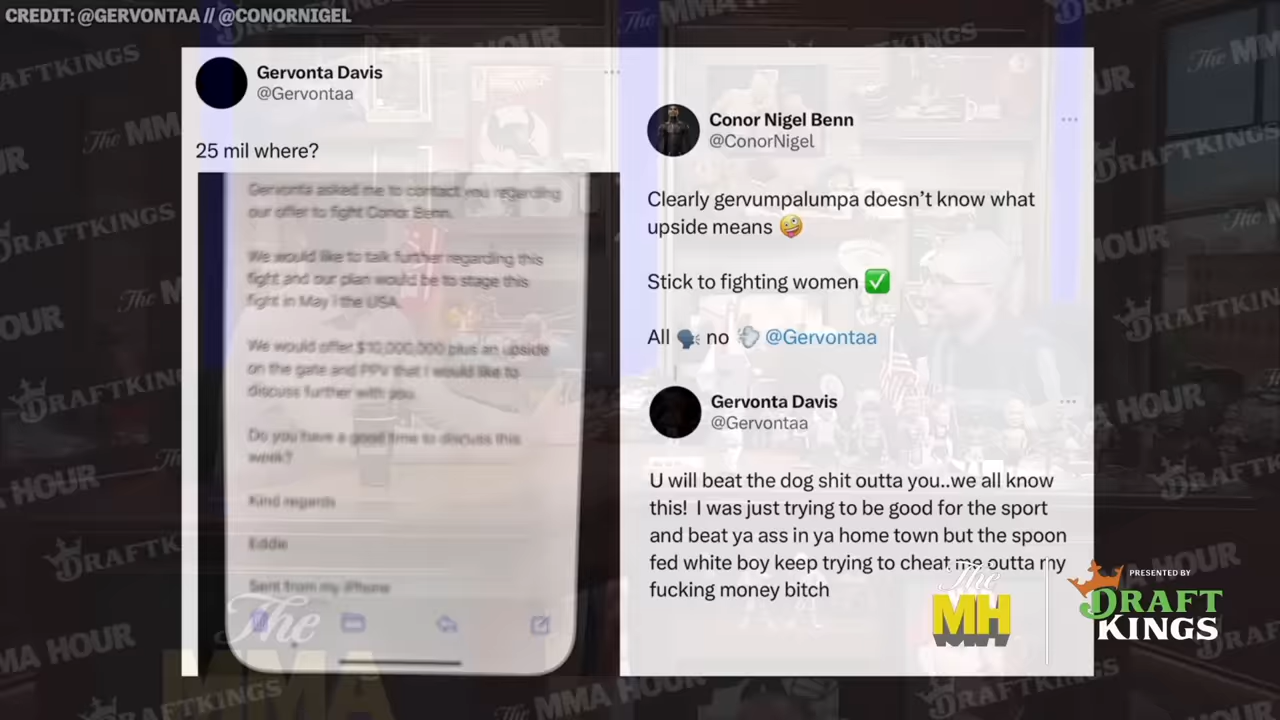 CREDIT: @GERVONTAA // @CONORNIGEL
Gervonta Davis
@Gervontaa
25 mil where?
Gervonta asked me to contact you regarding
our offer to fight Conor Benn.
We would like to talk further regarding this
fight and our plan would be to stage this
fight in May i the USA.
We would offer $10,000,000 plus an upside
on the gate and PPV that I would like to
discuss further with you.
Do you have a good time to discuss this
week?
Kind regards
Eddie
Sent from my iPhone
Conor Nigel Benn
@ConorNigel
Clearly gervumpalumpa doesn’t know what
upside means 🤪
Stick to fighting women ✅
All 🗣 no 💨 @Gervontaa
Gervonta Davis
@Gervontaa
U will beat the dog shit outta you..we all know
this! I was just trying to be good for the sport
and beat ya ass in ya home town but the spoon
fed white boy keep trying to cheat me outta my
fucking money bitch
The
MMA
The
MH
PRESENTED BY
DRAFT
KINGS